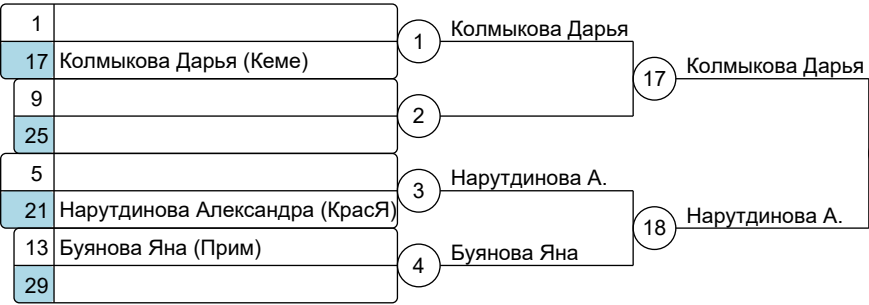 1
17 Колмыкова Дарья (Кеме)
1
Колмыкова Дарья
9
25
2
17
Колмыкова Дарья
5
21 Нарутдинова Александра (КрасЯ)
3
Нарутдинова А.
13 Буянова Яна (Прим)
29
4
Буянова Яна
18
Нарутдинова А.